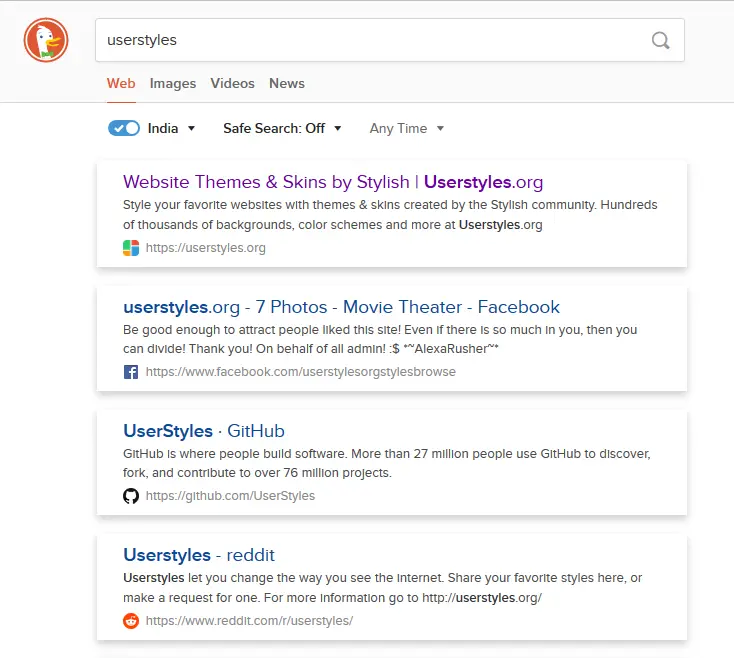 userstyles
Web Images Videos News
India Safe Search: Off Any Time
Website Themes & Skins by Stylish | Userstyles.org
Style your favorite websites with themes & skins created by the Stylish community. Hundreds
of thousands of backgrounds, color schemes and more at Userstyles.org
https://userstyles.org
userstyles.org - 7 Photos - Movie Theater - Facebook
Be good enough to attract people liked this site! Even if there is so much in you, then you
can divide! Thank you! On behalf of all admin! :$ *~AlexaRusher~*
https://www.facebook.com/userstylesorgstylesbrowse
UserStyles · GitHub
GitHub is where people build software. More than 27 million people use GitHub to discover,
fork, and contribute to over 76 million projects.
https://github.com/UserStyles
Userstyles - reddit
Userstyles let you change the way you see the internet. Share your favorite styles here, or
make a request for one. For more information go to http://userstyles.org/
https://www.reddit.com/r/userstyles/